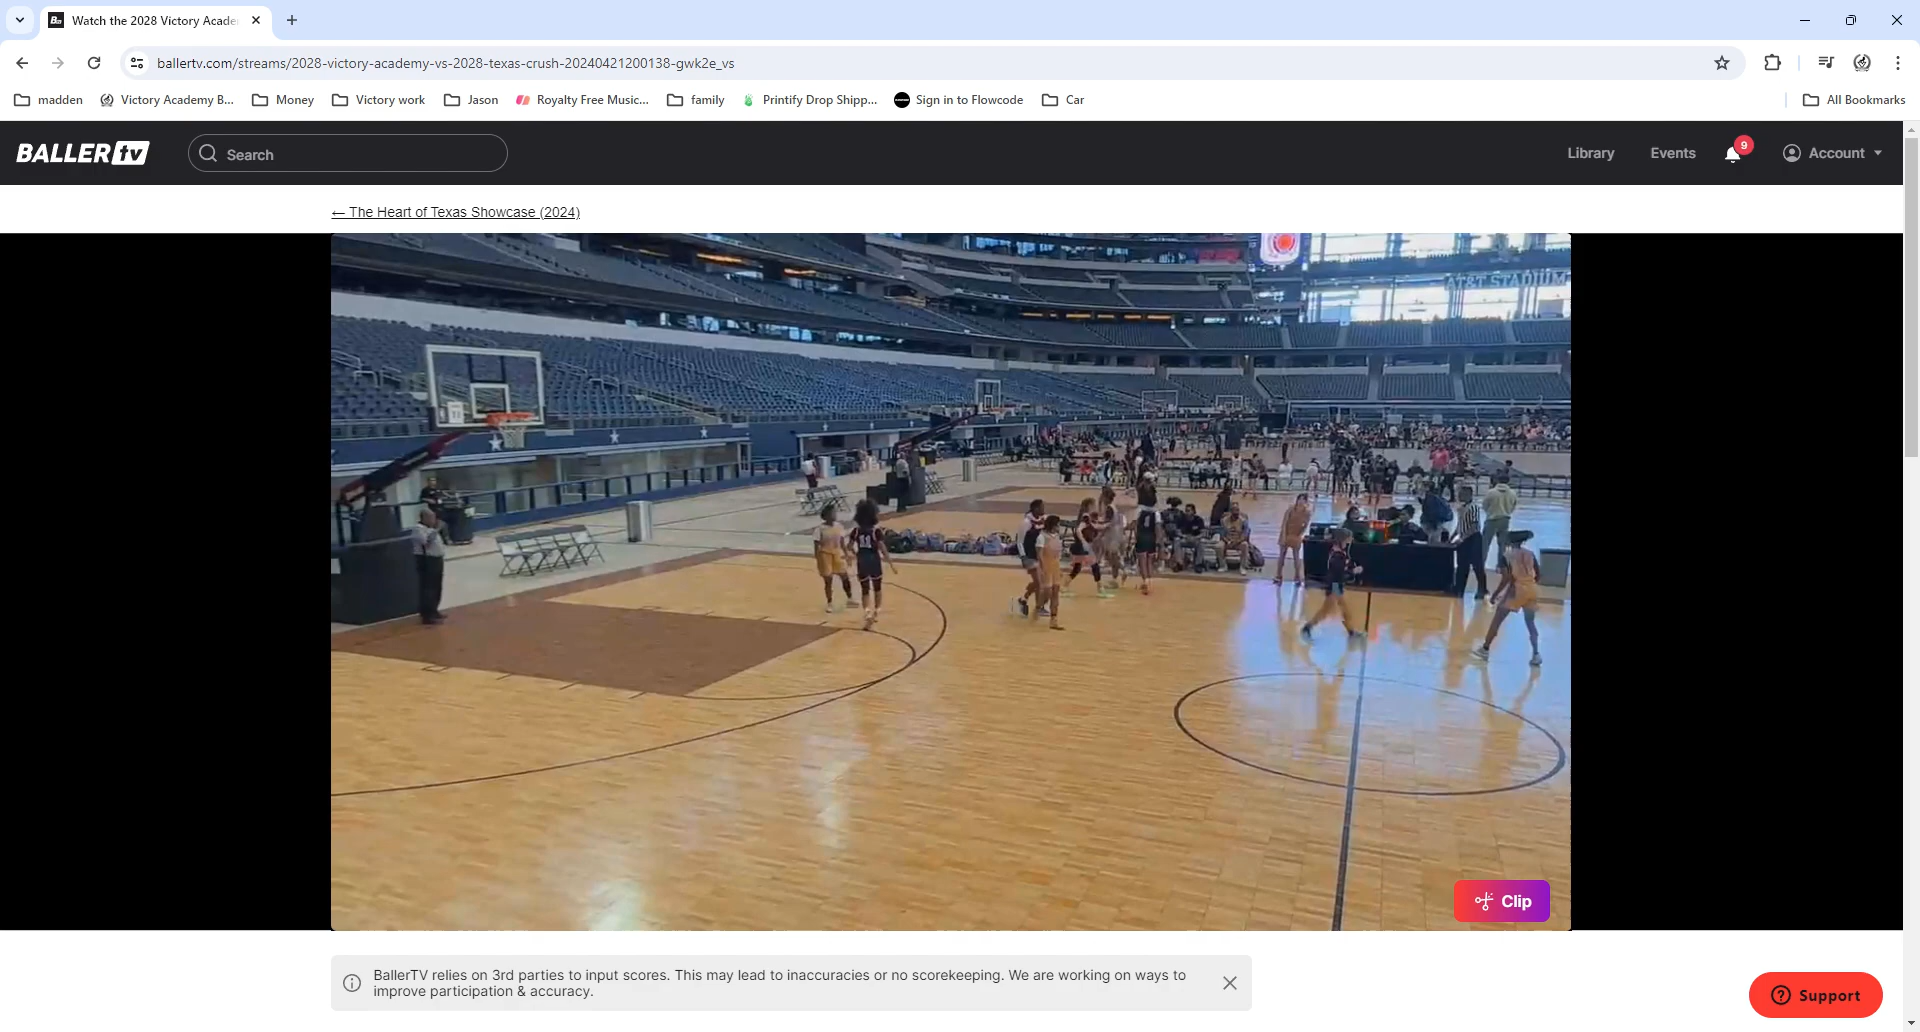 Watch the 2028 Victory Acade
ballertv.com/streams/2028-victory-academy-vs-2028-texas-crush-20240421200138-gwk2e_vs
madden
Victory Academy B...
Money
Victory work
Jason
Royalty Free Music...
family
Printify Drop Shipp...
Sign in to Flowcode
Car
All Bookmarks
BALLER tv
Search
Library
Events
9
Account
← The Heart of Texas Showcase (2024)
AT&T STADIUM
11
Clip
BallerTV relies on 3rd parties to input scores. This may lead to inaccuracies or no scorekeeping. We are working on ways to
improve participation & accuracy.
Support